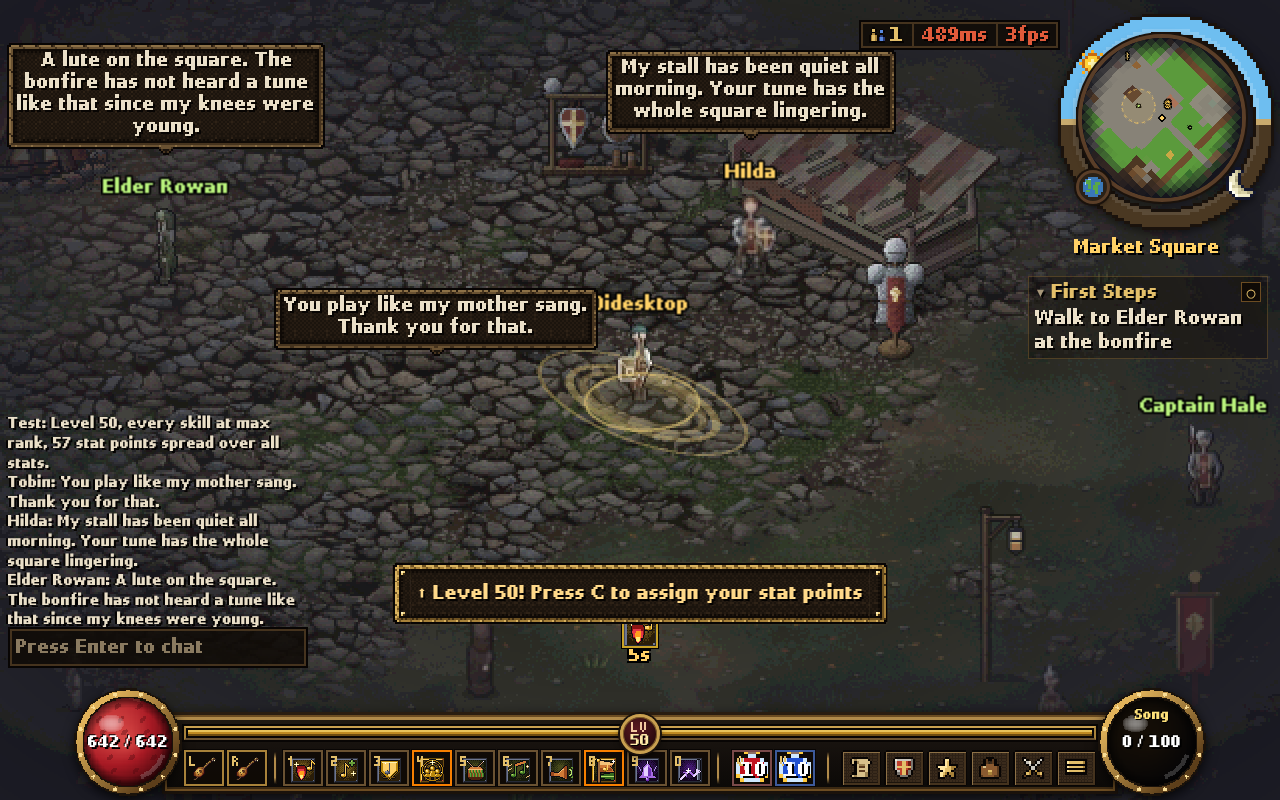 A lute on the square. The
bonfire has not heard a tune
like that since my knees were
young.
My stall has been quiet all
morning. Your tune has the
whole square lingering.
1 489ms 3fps
Elder Rowan
Hilda
Market Square
You play like my mother sang.
Thank you for that.
Didesktop
First Steps
Walk to Elder Rowan
at the bonfire
Captain Hale
Test: Level 50, every skill at max
rank, 57 stat points spread over all
stats.
Tobin: You play like my mother sang.
Thank you for that.
Hilda: My stall has been quiet all
morning. Your tune has the whole
square lingering.
Elder Rowan: A lute on the square.
The bonfire has not heard a tune like
that since my knees were young.
Press Enter to chat
↑ Level 50! Press C to assign your stat points
5s
642 / 642
LV
50
Song
0 / 100
L R 1 2 3 4 5 6 7 8 9 0 10 10